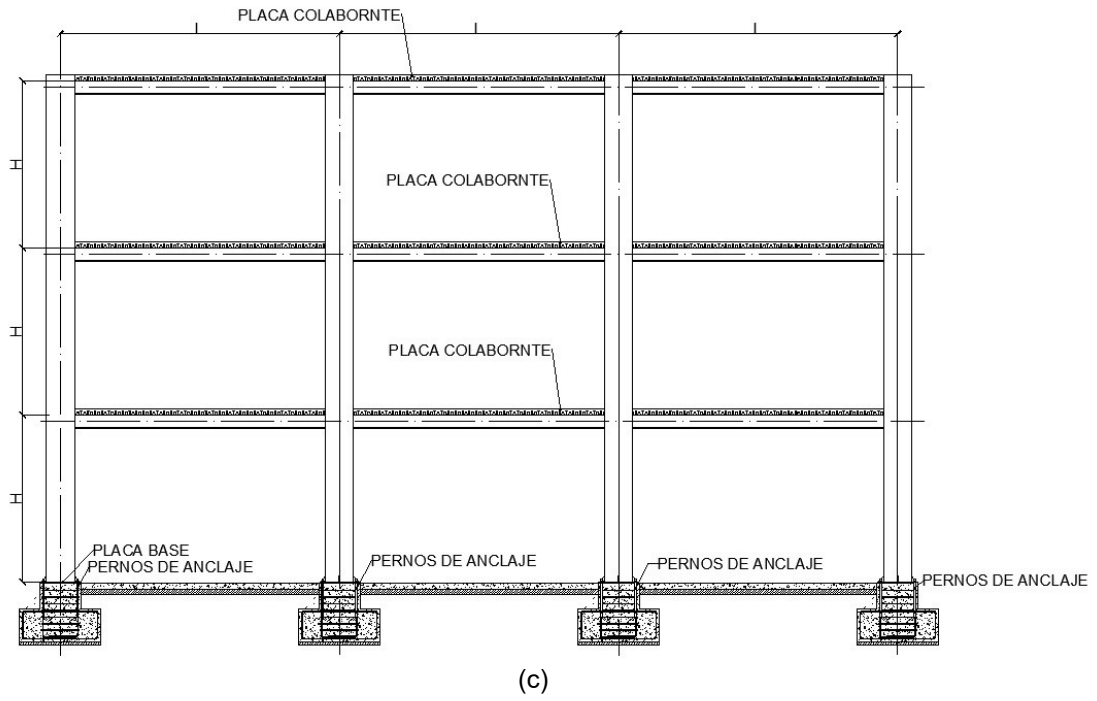 PLACA COLABORNTE
L
L
L
H
PLACA COLABORNTE
H
PLACA COLABORNTE
H
PLACA BASE
PERNOS DE ANCLAJE
PERNOS DE ANCLAJE
PERNOS DE ANCLAJE
PERNOS DE ANCLAJE
(c)